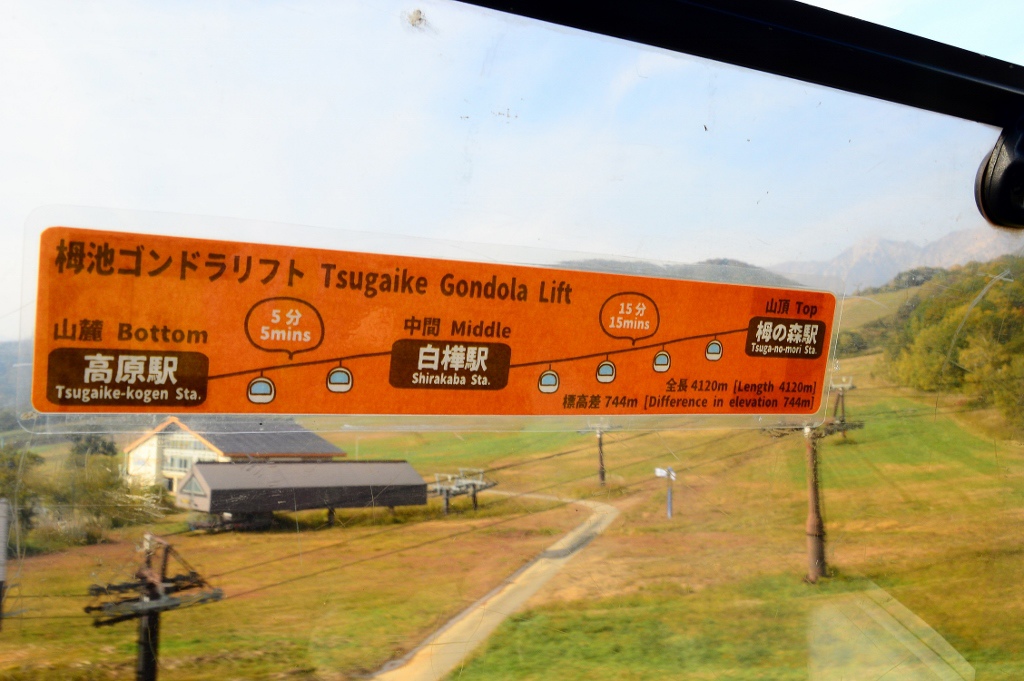 栂池ゴンドラリフト Tsugaike Gondola Lift
山麓 Bottom
高原駅
Tsugaike-kogen Sta.
5分
5mins
中間 Middle
白樺駅
Shirakaba Sta.
15分
15mins
山頂 Top
栂の森駅
Tsuga-no-mori Sta.
全長 4120m [Length 4120m]
標高差 744m [Difference in elevation 744m]